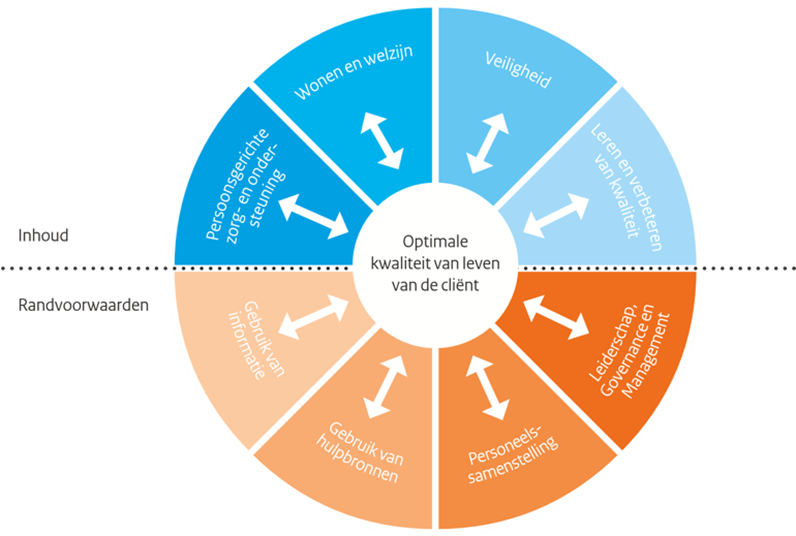 Wonen en welzijn
Veiligheid
Persoonsgerichte
zorg- en onder-
steuning
Leren en verbeteren
van kwaliteit
Inhoud
Optimale
kwaliteit van leven
van de cliënt
Randvoorwaarden
Gebruik van
informatie
Leiderschap,
Governance en
Management
Gebruik van
hulpbronnen
Personeels-
samenstelling